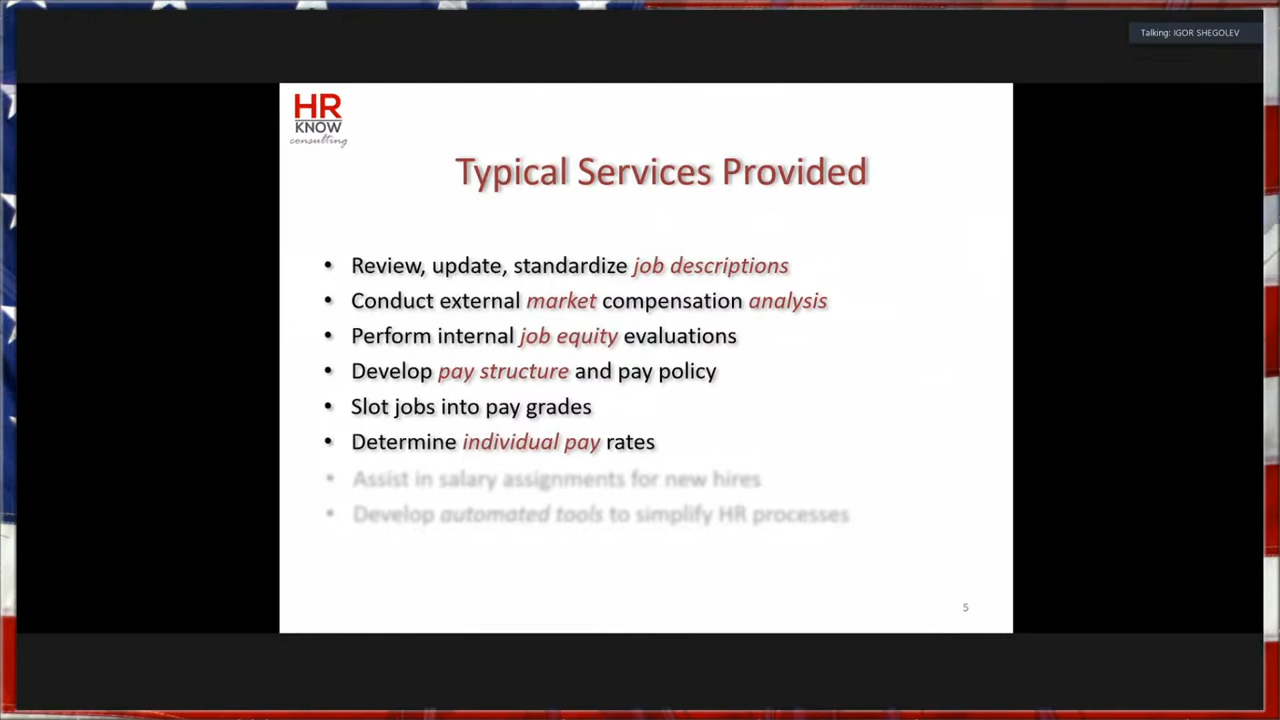 Talking: IGOR SHEGOLEV
HR
KNOW
consulting
Typical Services Provided
• Review, update, standardize job descriptions
• Conduct external market compensation analysis
• Perform internal job equity evaluations
• Develop pay structure and pay policy
• Slot jobs into pay grades
• Determine individual pay rates
• Assist in salary assignments for new hires
• Develop automated tools to simplify HR processes
5